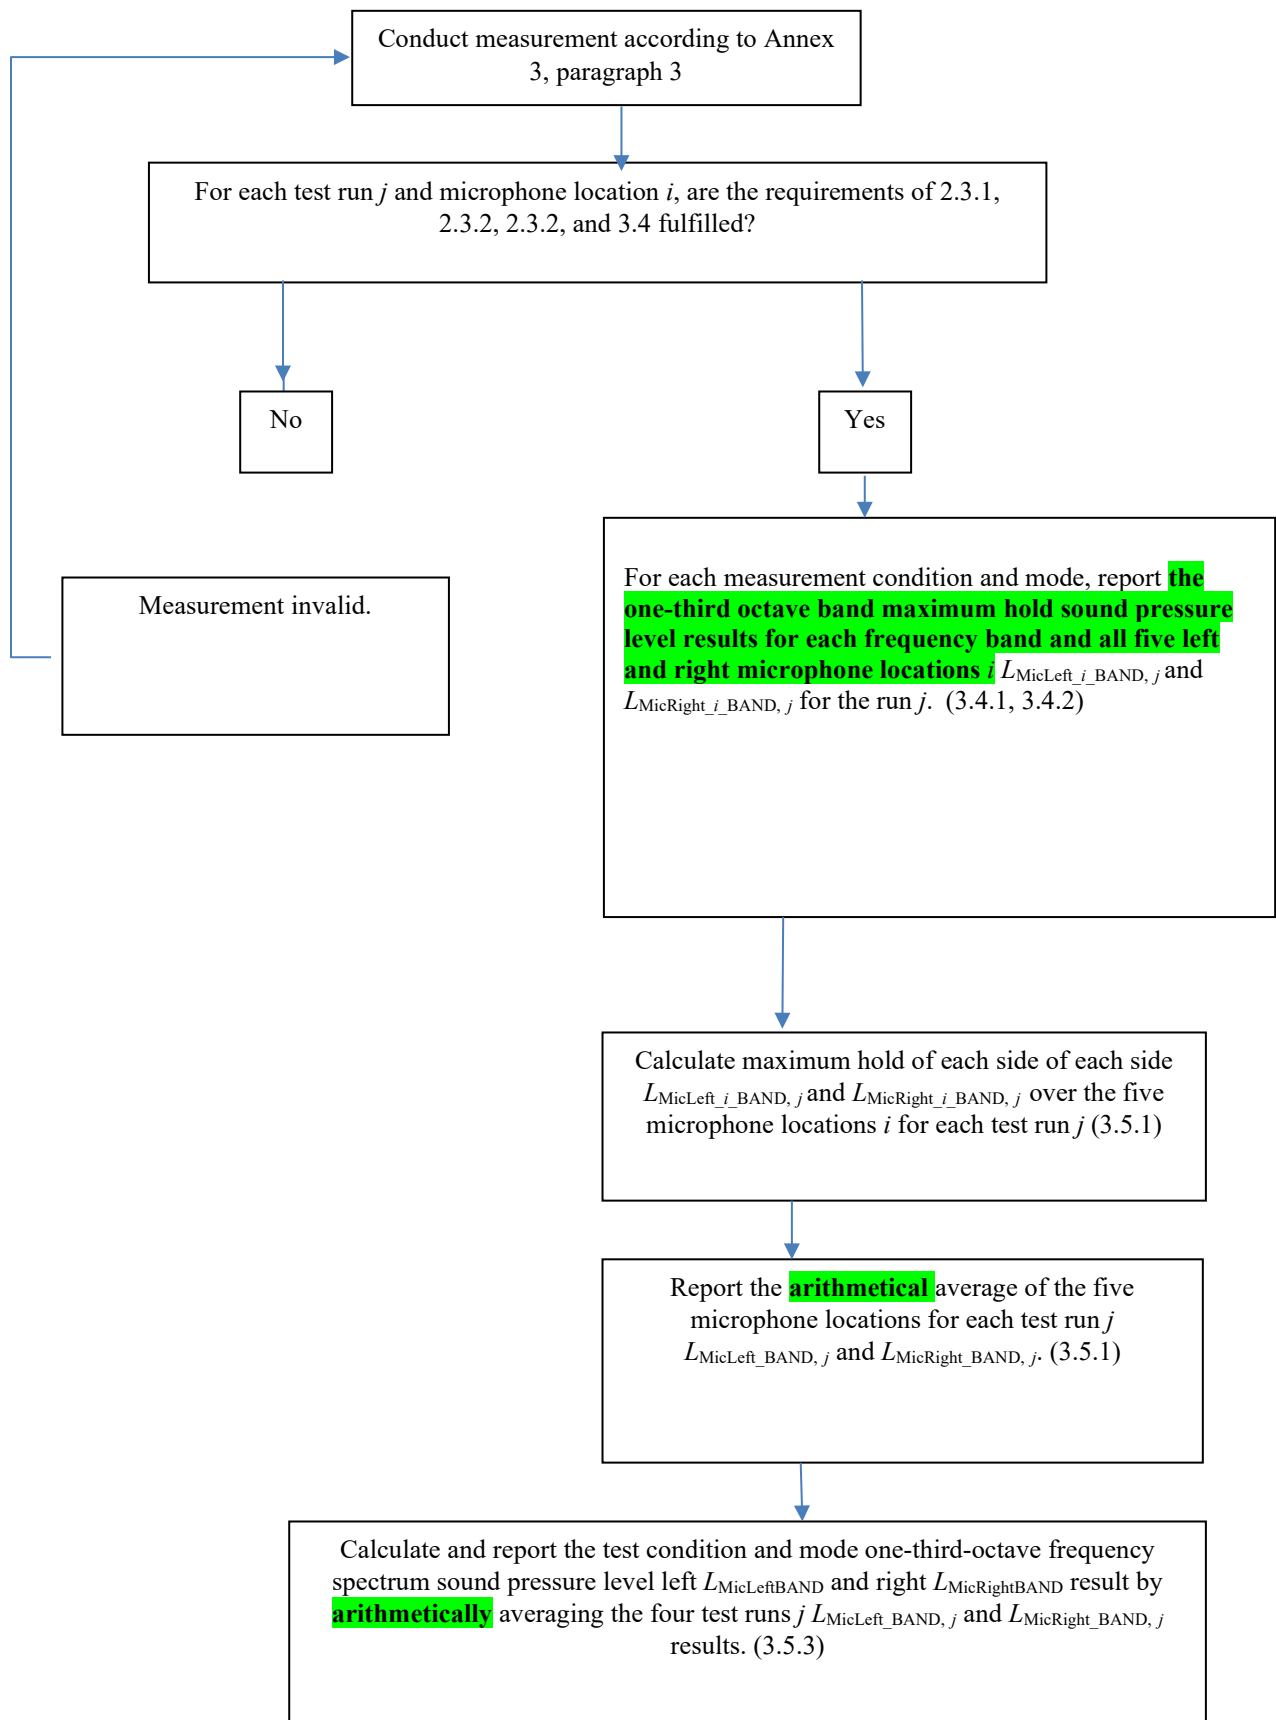 Conduct measurement according to Annex
3, paragraph 3
For each test run j and microphone location i, are the requirements of 2.3.1,
2.3.2, 2.3.2, and 3.4 fulfilled?
No
Yes
Measurement invalid.
For each measurement condition and mode, report the
one-third octave band maximum hold sound pressure
level results for each frequency band and all five left
and right microphone locations i LMicLeft_i_BAND, j and
LMicRight_i_BAND, j for the run j. (3.4.1, 3.4.2)
Calculate maximum hold of each side of each side
LMicLeft_i_BAND, j and LMicRight_i_BAND, j over the five
microphone locations i for each test run j (3.5.1)
Report the arithmetical average of the five
microphone locations for each test run j
LMicLeft_BAND, j and LMicRight_BAND, j. (3.5.1)
Calculate and report the test condition and mode one-third-octave frequency
spectrum sound pressure level left LMicLeftBAND and right LMicRightBAND result by
arithmetically averaging the four test runs j LMicLeft_BAND, j and LMicRight_BAND, j
results. (3.5.3)